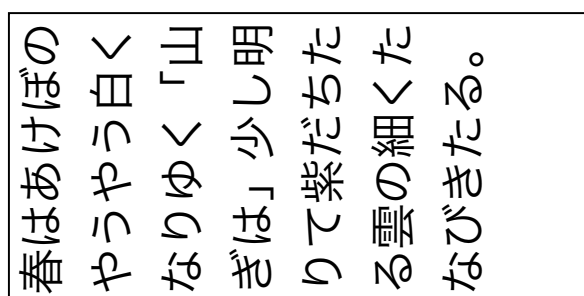 春はあけぼの
やうやう白く
なりゆく「山
ぎは」少し明
りて紫だちた
る雲の細くた
なびきたる。